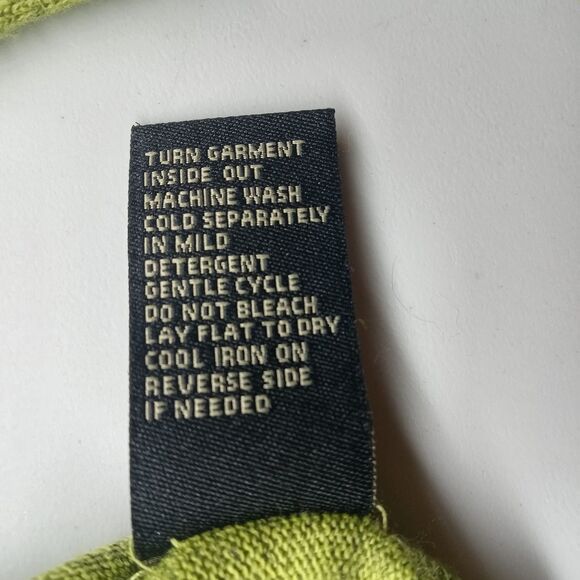 TURN GARMENT
INSIDE OUT
MACHINE WASH
COLD SEPARATELY
IN MILD
DETERGENT
GENTLE CYCLE
DO NOT BLEACH
LAY FLAT TO DRY
COOL IRON ON
REVERSE SIDE
IF NEEDED